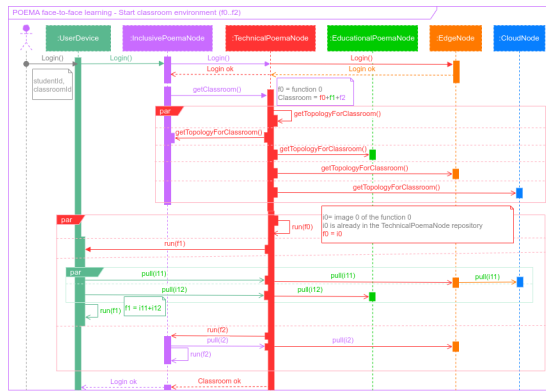 POEMA face-to-face learning - Start classroom environment (f0..f2)
:UserDevice
:InclusivePoemaNode
:TechnicalPoemaNode
:EducationalPoemaNode
:EdgeNode
:CloudNode
Login()
Login()
Login()
Login()
Login ok
Login ok
studentId,
classroomId
getClassroom()
f0 = function 0
Classroom = f0+f1+f2
par
getTopologyForClassroom()
getTopologyForClassroom()
getTopologyForClassroom()
getTopologyForClassroom()
getTopologyForClassroom()
par
run(f0)
i0= image 0 of the function 0
i0 is already in the TechnicalPoemaNode repository
f0 = i0
run(f1)
par
pull(i11)
pull(i11)
pull(i11)
pull(i12)
pull(i12)
run(f1)
f1 = i11+i12
run(f2)
pull(i2)
pull(i2)
run(f2)
Login ok
Classroom ok